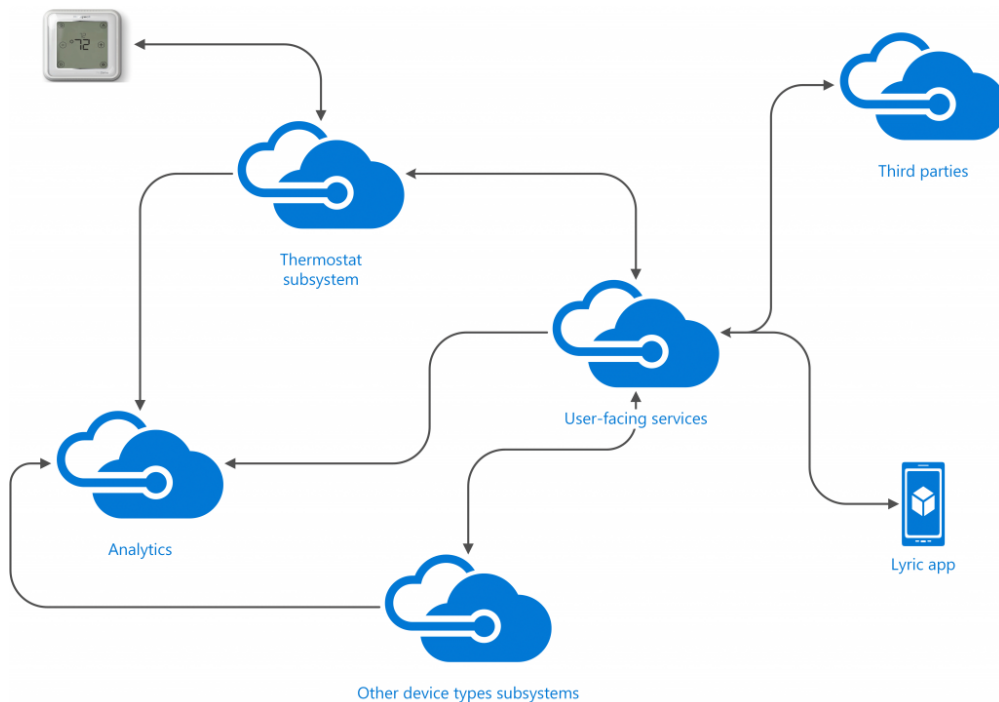 72
Third parties
Thermostat
subsystem
User-facing services
Analytics
Lyric app
Other device types subsystems